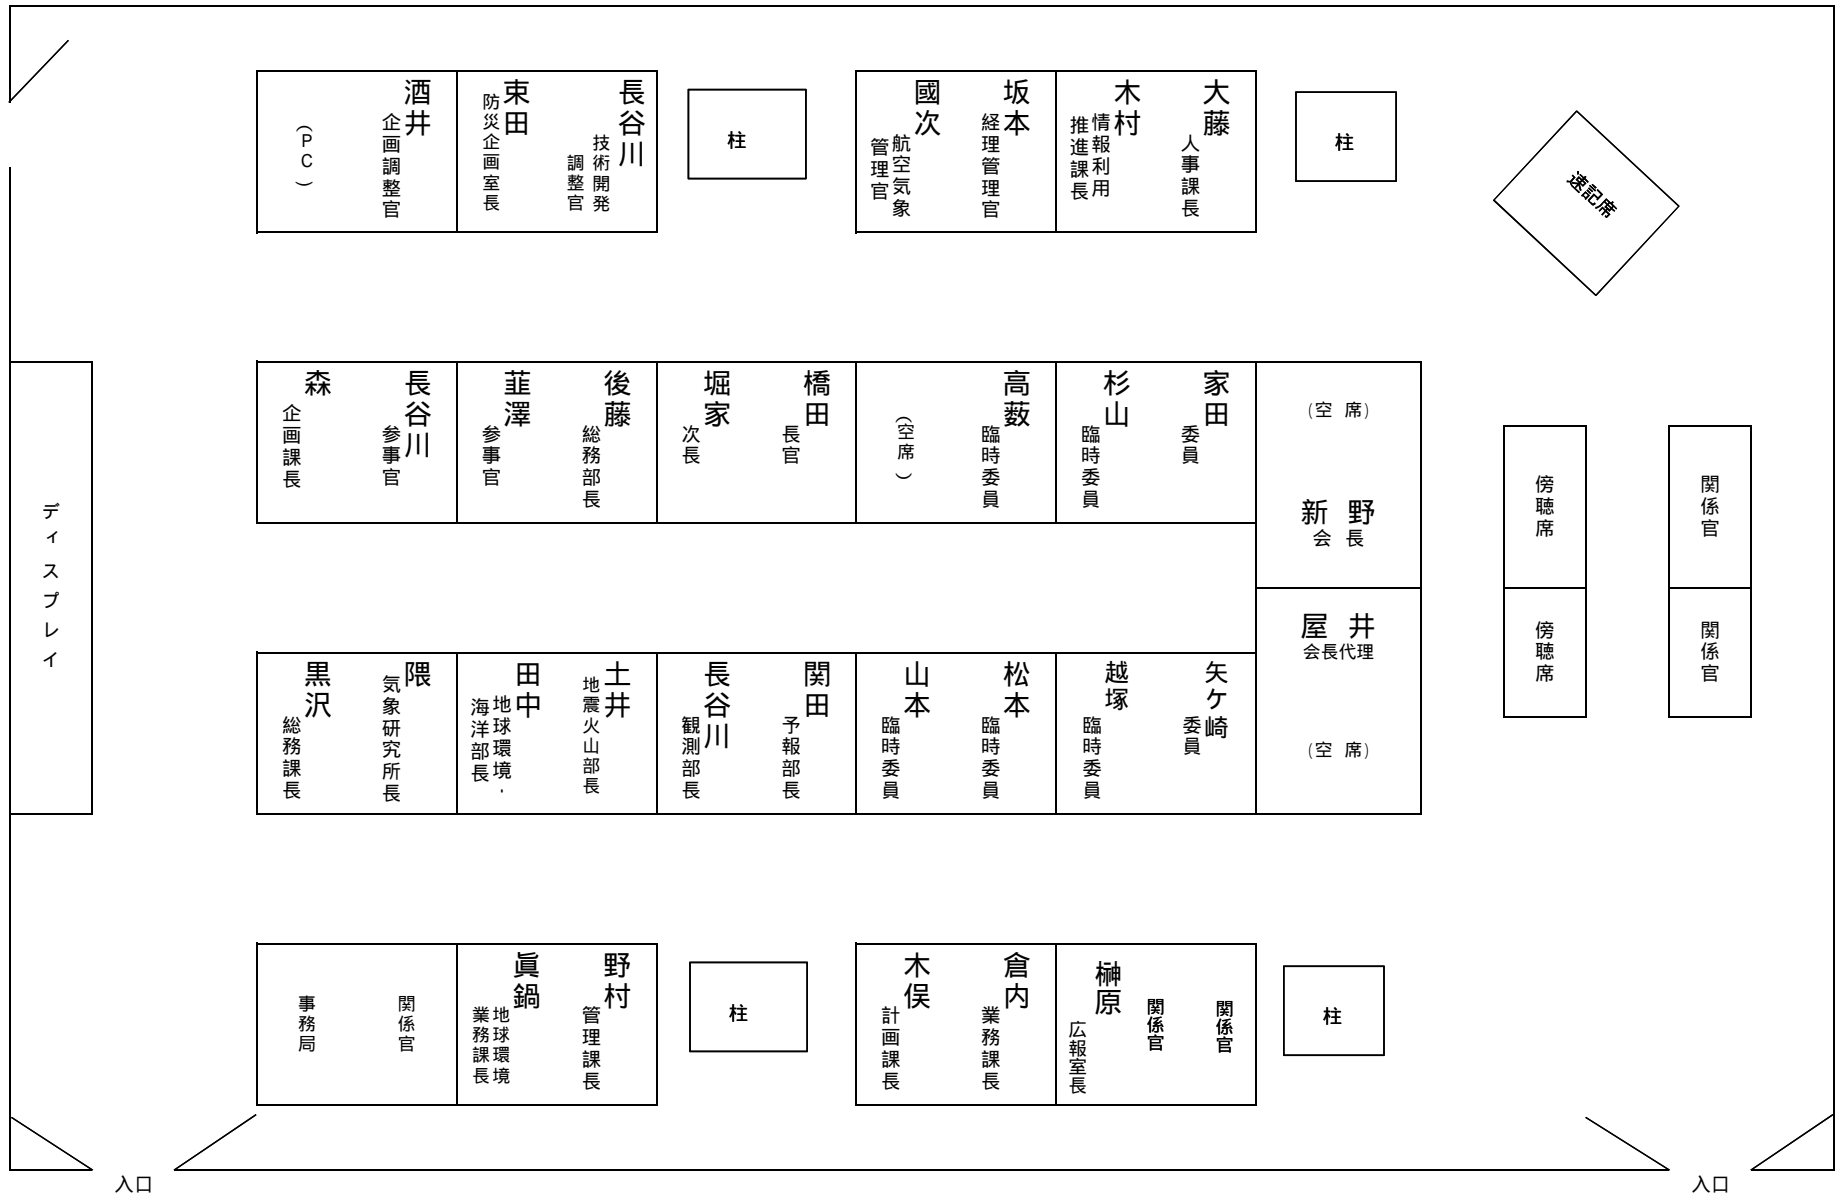 酒井
企画調整官
（ＰＣ）
束田
防災企画室長
長谷川
技術開発
調整官
柱
國次
航空気象
管理官
坂本
経理管理官
木村
情報利用
推進課長
大藤
人事課長
柱
速記席
森
企画課長
長谷川
参事官
韮澤
参事官
後藤
総務部長
堀家
次長
橋田
長官
（空席）
高薮
臨時委員
杉山
臨時委員
家田
委員
（空 席）
新 野
会 長
屋 井
会長代理
（空 席）
傍聴席
傍聴席
関係官
関係官
ディスプレイ
黒沢
総務課長
隈
気象研究所長
田中
地球環境・
海洋部長
土井
地震火山部長
長谷川
観測部長
関田
予報部長
山本
臨時委員
松本
臨時委員
越塚
臨時委員
矢ケ崎
委員
事務局
関係官
眞鍋
地球環境
業務課長
野村
管理課長
柱
木俣
計画課長
倉内
業務課長
榊原
広報室長
関係官
関係官
柱
入口
入口